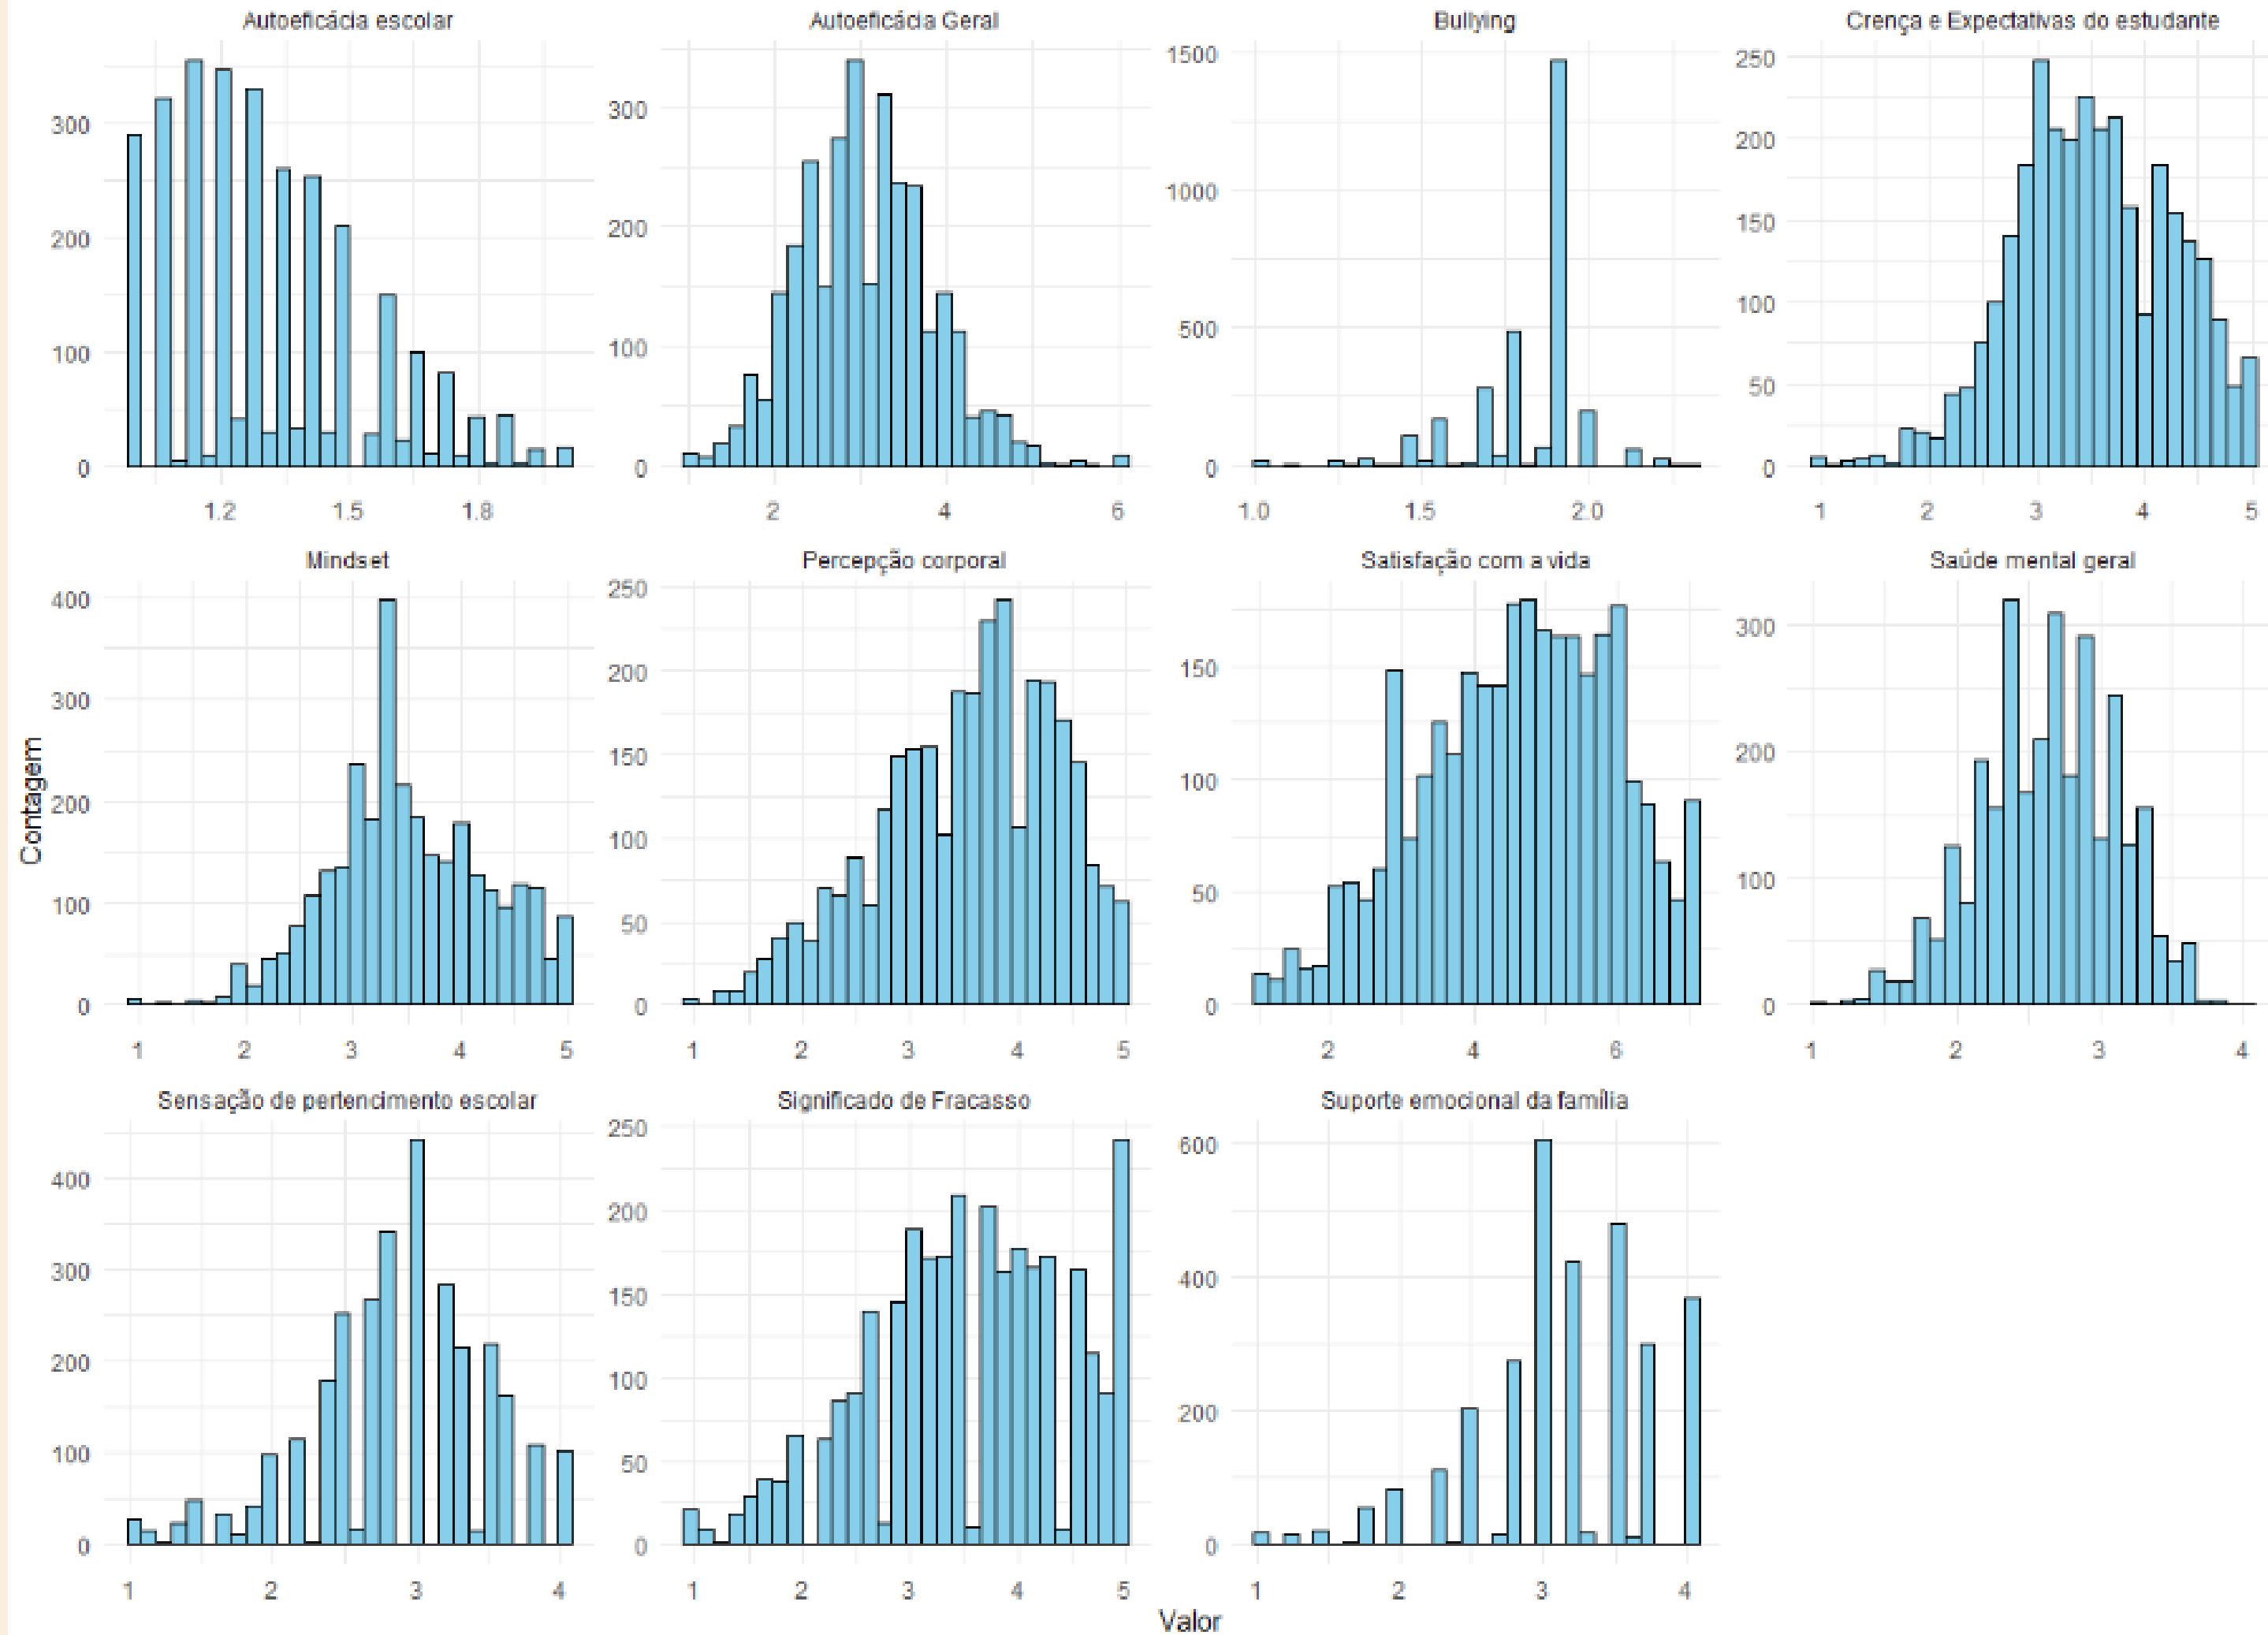 Autoeficácia escolar
Autoeficácia Geral
Bullying
Crença e Expectativas do estudante
300
200
100
0
1.2 1.5 1.8
300
200
100
0
2 4 6
1500
1000
500
0
1.0 1.5 2.0
250
200
150
100
50
0
1 2 3 4 5
Mindset
Percepção corporal
Satisfação com a vida
Saúde mental geral
Contagem
400
300
200
100
0
1 2 3 4 5
250
200
150
100
50
0
1 2 3 4 5
150
100
50
0
2 4 6
300
200
100
0
1 2 3 4
Sensação de pertencimento escolar
Significado de Fracasso
Suporte emocional da família
400
300
200
100
0
1 2 3 4
250
200
150
100
50
0
1 2 3 4 5
600
400
200
0
1 2 3 4
Valor